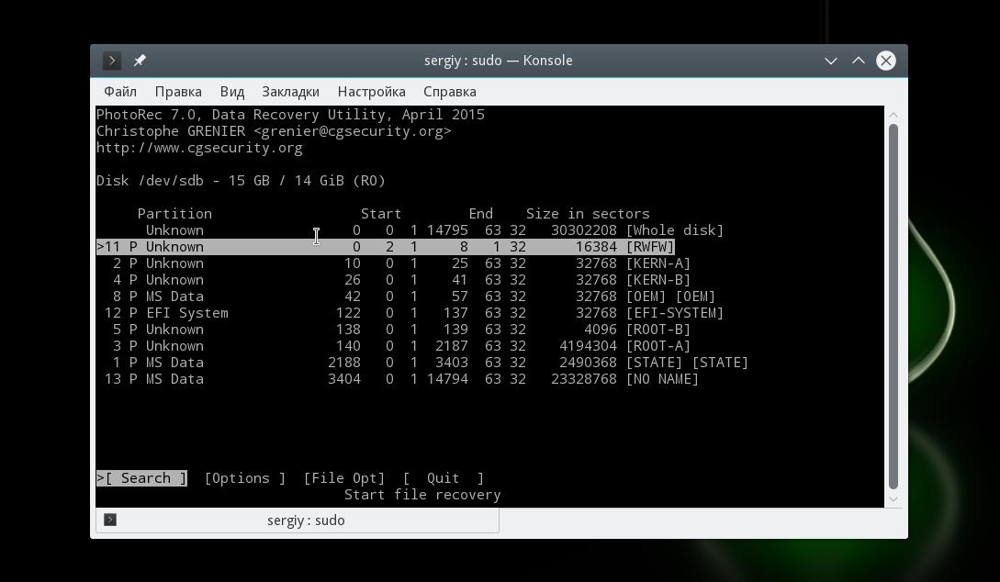 sergiy : sudo — Konsole
Файл Правка Вид Закладки Настройка Справка
PhotoRec 7.0, Data Recovery Utility, April 2015
Christophe GRENIER <grenier@cgsecurity.org>
http://www.cgsecurity.org
Disk /dev/sdb - 15 GB / 14 GiB (RO)
Partition Start End Size in sectors
Unknown 0 0 1 14795 63 32 30302208 [Whole disk]
>11 P Unknown 0 2 1 8 1 32 16384 [RWFW]
2 P Unknown 10 0 1 25 63 32 32768 [KERN-A]
4 P Unknown 26 0 1 41 63 32 32768 [KERN-B]
8 P MS Data 42 0 1 57 63 32 32768 [OEM] [OEM]
12 P EFI System 122 0 1 137 63 32 32768 [EFI-SYSTEM]
5 P Unknown 138 0 1 139 63 32 4096 [ROOT-B]
3 P Unknown 140 0 1 2187 63 32 4194304 [ROOT-A]
1 P MS Data 2188 0 1 3403 63 32 2490368 [STATE] [STATE]
13 P MS Data 3404 0 1 14794 63 32 23328768 [NO NAME]
>[ Search ] [Options ] [File Opt] [ Quit ]
Start file recovery
sergiy : sudo